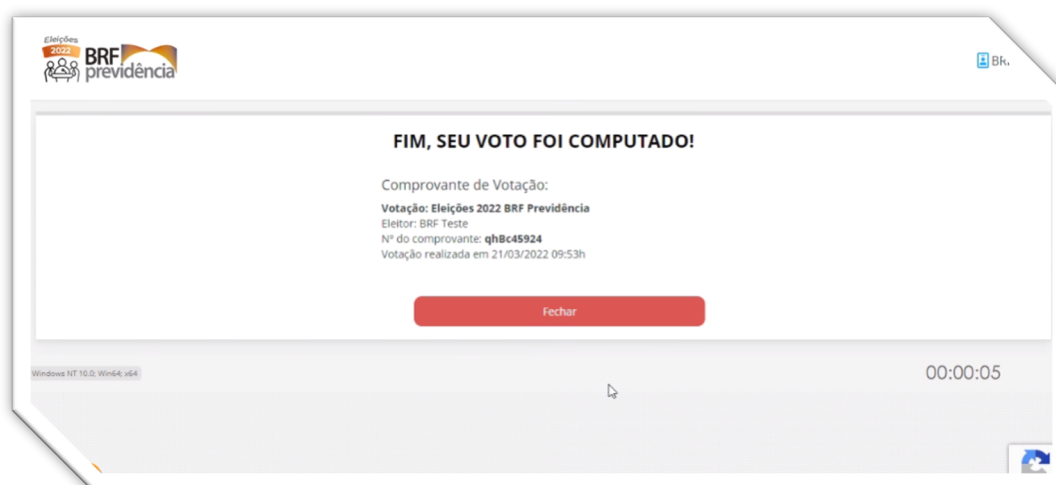 Eleições
2022
BRF
previdência
FIM, SEU VOTO FOI COMPUTADO!
Comprovante de Votação:
Votação: Eleições 2022 BRF Previdência
Eleitor: BRF Teste
Nº do comprovante: qhBc45924
Votação realizada em 21/03/2022 09:53h
Fechar
Windows NT 10.0; Win64; x64
00:00:05